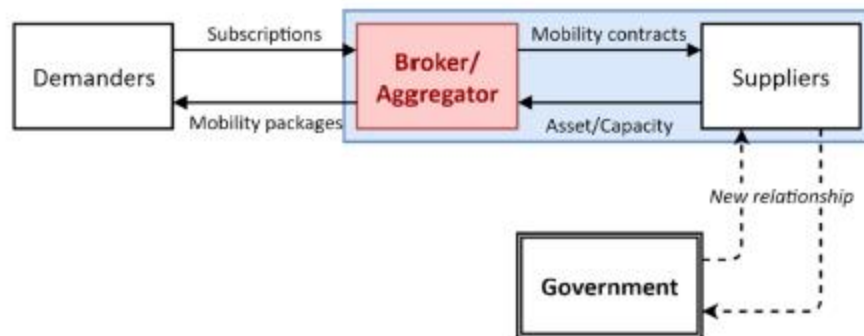 Subscriptions
Mobility contracts
Demanders
Broker/
Aggregator
Suppliers
Mobility packages
Asset/Capacity
New relationship
Government